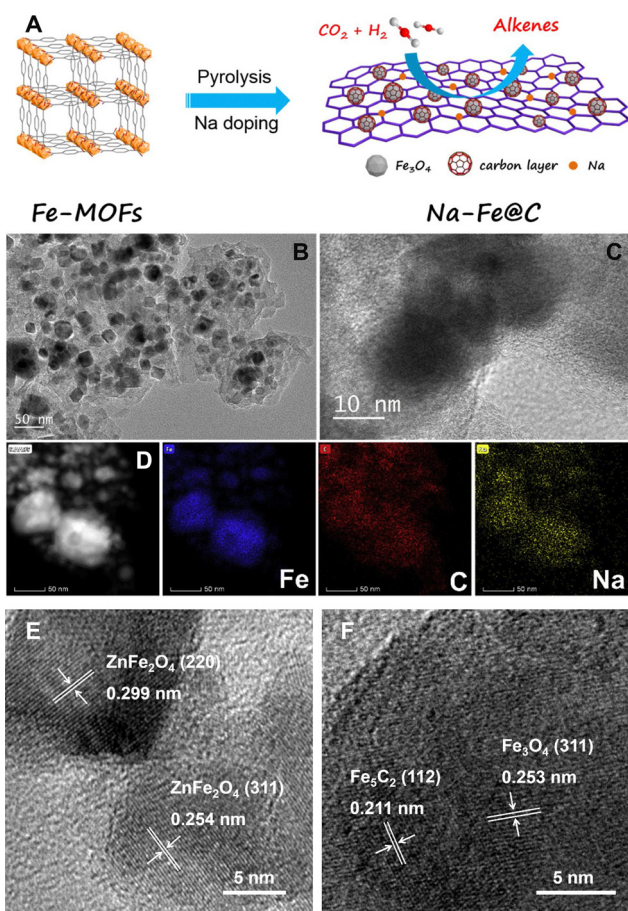 A
CO₂ + H₂
Alkenes
Pyrolysis
Na doping
Fe₃O₄
carbon layer
Na
Fe-MOFs
Na-Fe@C
B
50 nm
C
10 nm
D
50 nm
Fe
50 nm
C
50 nm
Na
50 nm
E
ZnFe₂O₄ (220)
0.299 nm
ZnFe₂O₄ (311)
0.254 nm
5 nm
F
Fe₃O₄ (311)
0.253 nm
Fe₅C₂ (112)
0.211 nm
5 nm